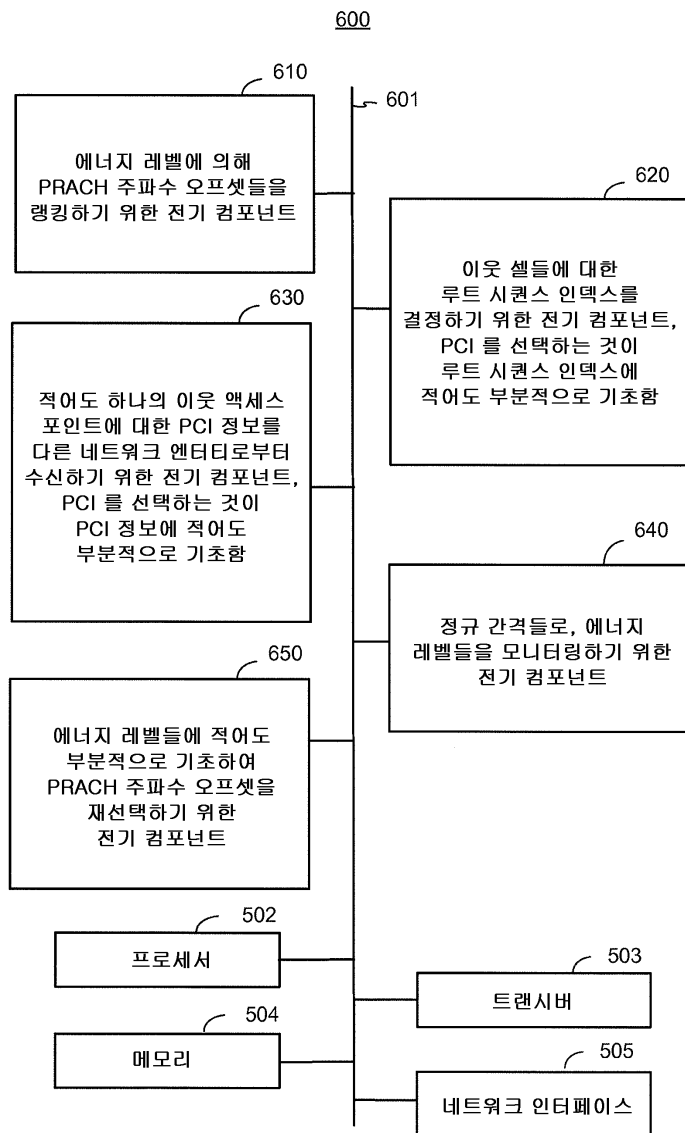 600
610
601
에너지 레벨에 의해
PRACH 주파수 오프셋들을
랭킹하기 위한 전기 컴포넌트
620
이웃 셀들에 대한
루트 시퀀스 인덱스를
결정하기 위한 전기 컴포넌트,
PCI 를 선택하는 것이
루트 시퀀스 인덱스에
적어도 부분적으로 기초함
630
적어도 하나의 이웃 액세스
포인트에 대한 PCI 정보를
다른 네트워크 엔터티로부터
수신하기 위한 전기 컴포넌트,
PCI 를 선택하는 것이
PCI 정보에 적어도
부분적으로 기초함
640
정규 간격들로, 에너지
레벨들을 모니터링하기 위한
전기 컴포넌트
650
에너지 레벨들에 적어도
부분적으로 기초하여
PRACH 주파수 오프셋을
재선택하기 위한
전기 컴포넌트
502
프로세서
503
트랜시버
504
메모리
505
네트워크 인터페이스